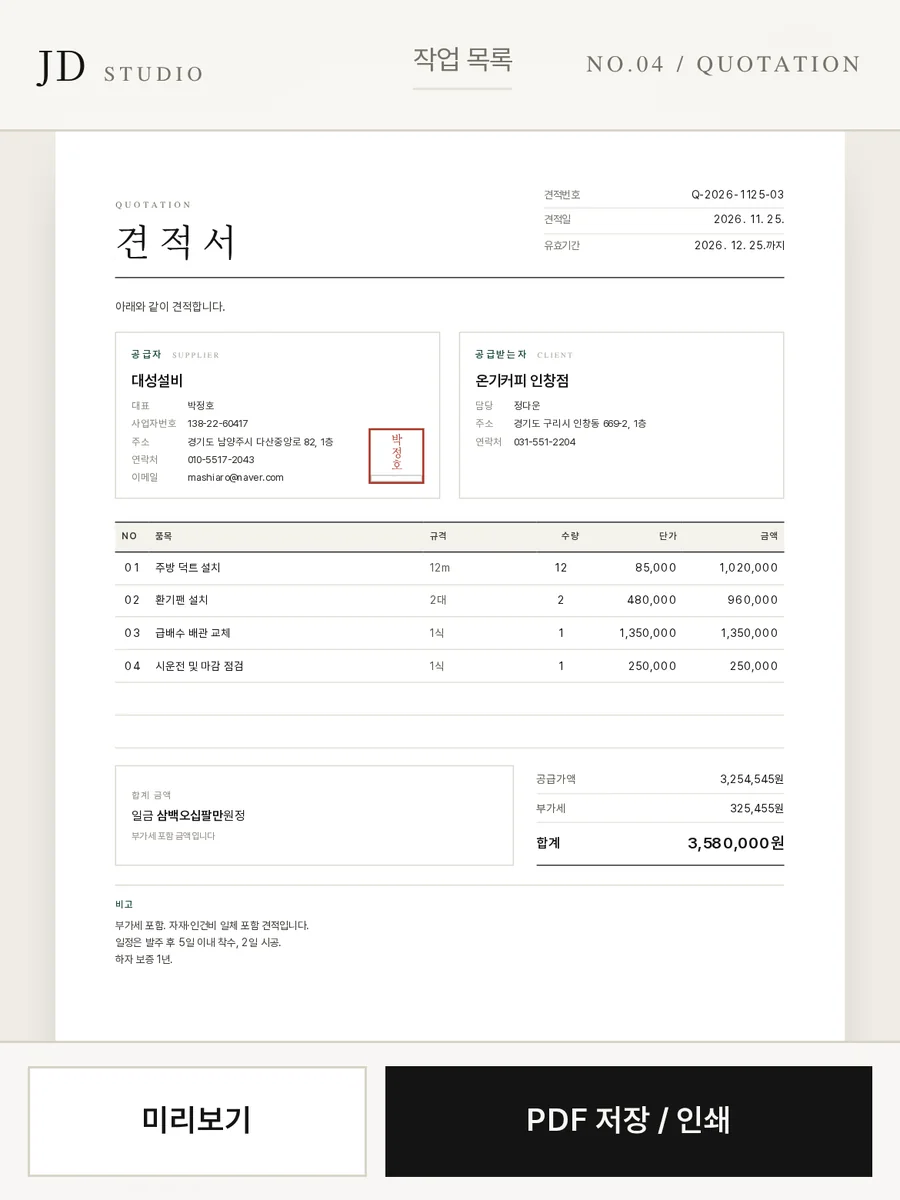 JD STUDIO
작업 목록
NO.04 / QUOTATION
QUOTATION
견적서
견적번호 Q-2026-1125-03
견적일 2026. 11. 25.
유효기간 2026. 12. 25.까지
아래와 같이 견적합니다.
공급자 SUPPLIER
대성설비
대표 박정호
사업자번호 138-22-60417
주소 경기도 남양주시 다산중앙로 82, 1층
연락처 010-5517-2043
이메일 mashiaro@naver.com
박정호
공급받는자 CLIENT
온기커피 인창점
담당 정다운
주소 경기도 구리시 인창동 669-2, 1층
연락처 031-551-2204
NO 품목 규격 수량 단가 금액
01 주방 덕트 설치 12m 12 85,000 1,020,000
02 환기팬 설치 2대 2 480,000 960,000
03 급배수 배관 교체 1식 1 1,350,000 1,350,000
04 시운전 및 마감 점검 1식 1 250,000 250,000
합계 금액
일금 삼백오십팔만원정
부가세 포함 금액입니다
공급가액 3,254,545원
부가세 325,455원
합계 3,580,000원
비고
부가세 포함. 자재·인건비 일체 포함 견적입니다.
일정은 발주 후 5일 이내 착수, 2일 시공.
하자 보증 1년.
미리보기
PDF 저장 / 인쇄